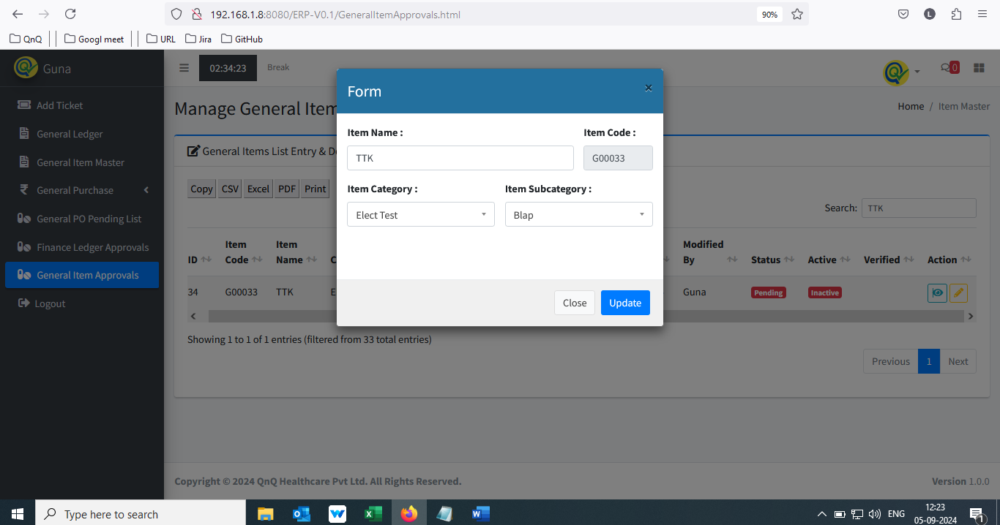 192.168.1.8:8080/ERP-V0.1/GeneralItemApprovals.html
90%
L
QnQ
Googl meet
URL
Jira
GitHub
Guna
02:34:23
Break
0
Add Ticket
General Ledger
General Item Master
General Purchase
General PO Pending List
Finance Ledger Approvals
General Item Approvals
Logout
Manage General Item
Home / Item Master
General Items List Entry & D
Copy CSV Excel PDF Print
Search: TTK
ID
Item Code
Item Name
C
Modified By
Status
Active
Verified
Action
34 G00033 TTK E Guna Pending Inactive
Showing 1 to 1 of 1 entries (filtered from 33 total entries)
Previous 1 Next
Form
×
Item Name :
Item Code :
TTK
G00033
Item Category :
Item Subcategory :
Elect Test
Blap
Close
Update
Copyright © 2024 QnQ Healthcare Pvt Ltd. All Rights Reserved.
Version 1.0.0
Type here to search
ENG
12:23
05-09-2024
1